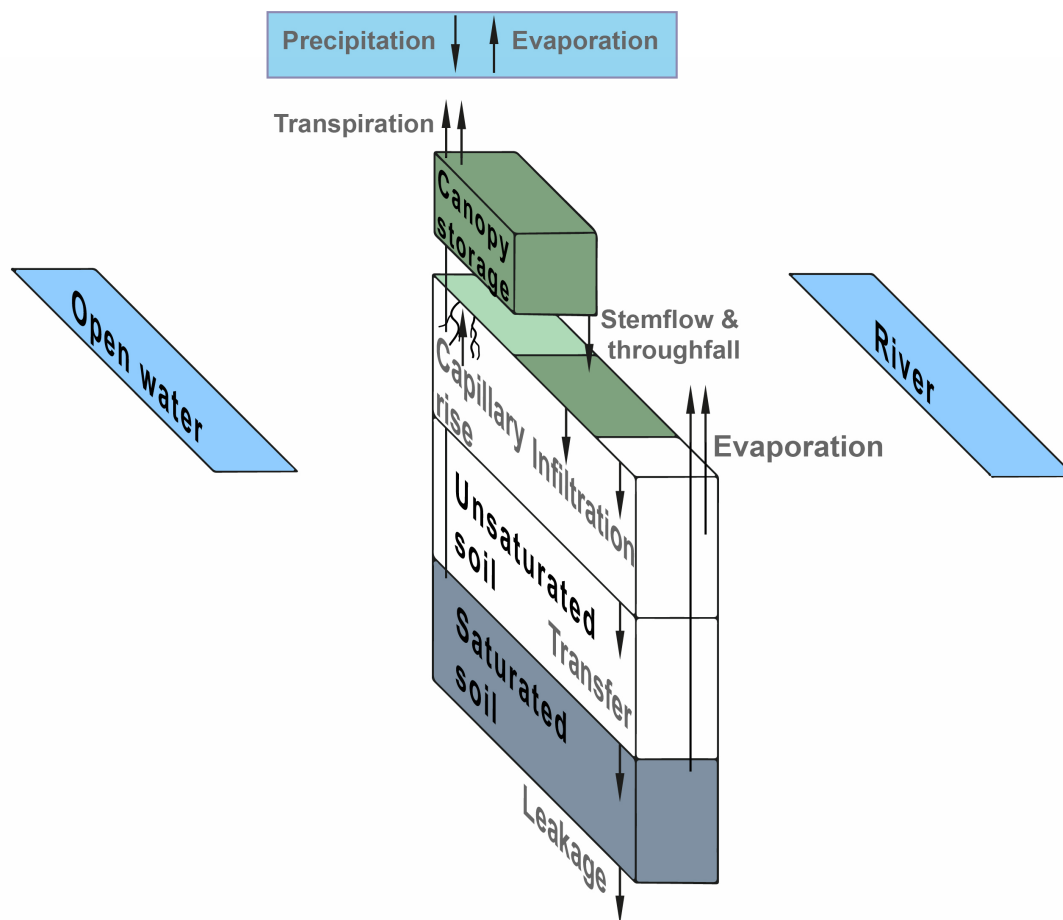 Precipitation
Evaporation
Transpiration
Canopy
storage
Open water
Stemflow &
throughfall
River
Capillary
rise
Infiltration
Evaporation
Unsaturated
soil
Transfer
Saturated
soil
Leakage